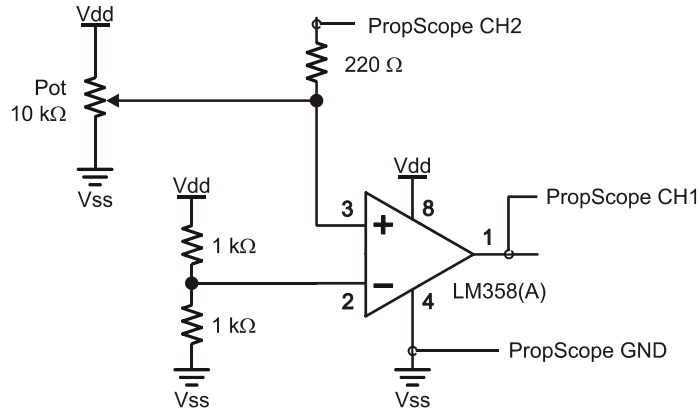 Vdd
PropScope CH2
220 Ω
Pot
10 kΩ
Vss
Vdd
Vdd
3
8
PropScope CH1
+
1
1 kΩ
2
−
4
LM358(A)
1 kΩ
PropScope GND
Vss
Vss